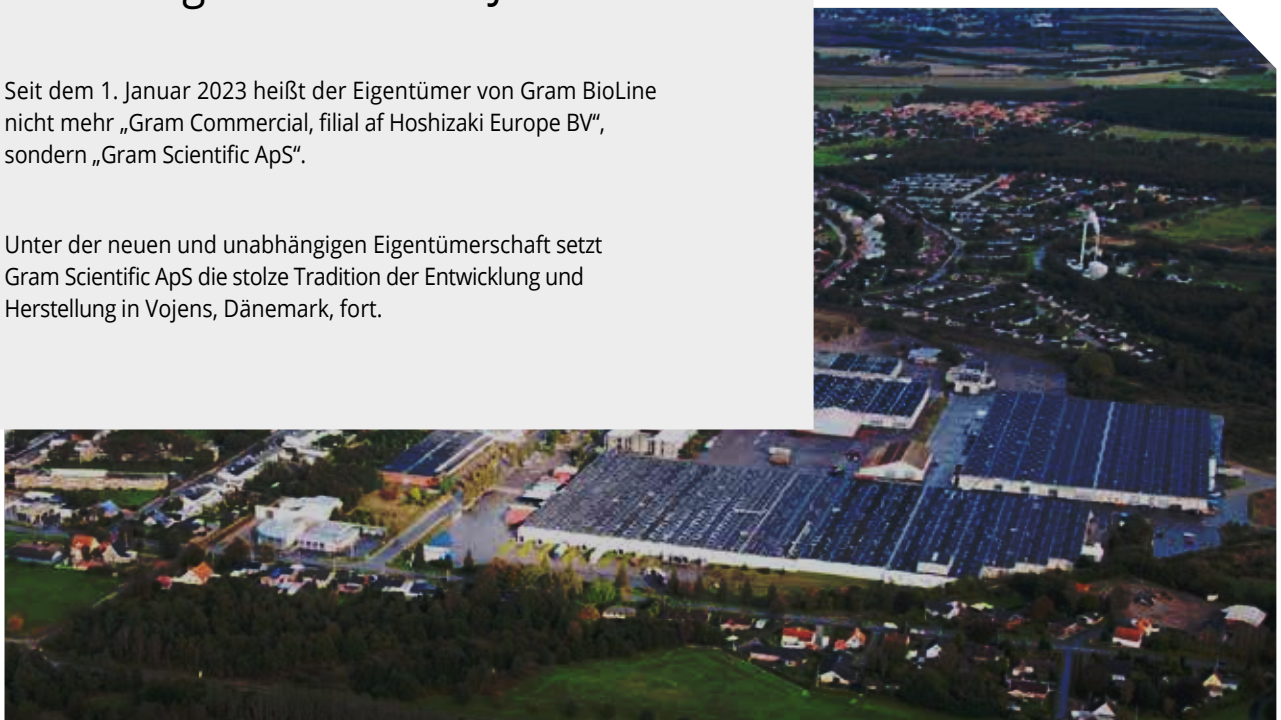 Seit dem 1. Januar 2023 heißt der Eigentümer von Gram BioLine
nicht mehr „Gram Commercial, filial af Hoshizaki Europe BV“,
sondern „Gram Scientific ApS“.
Unter der neuen und unabhängigen Eigentümerschaft setzt
Gram Scientific ApS die stolze Tradition der Entwicklung und
Herstellung in Vojens, Dänemark, fort.